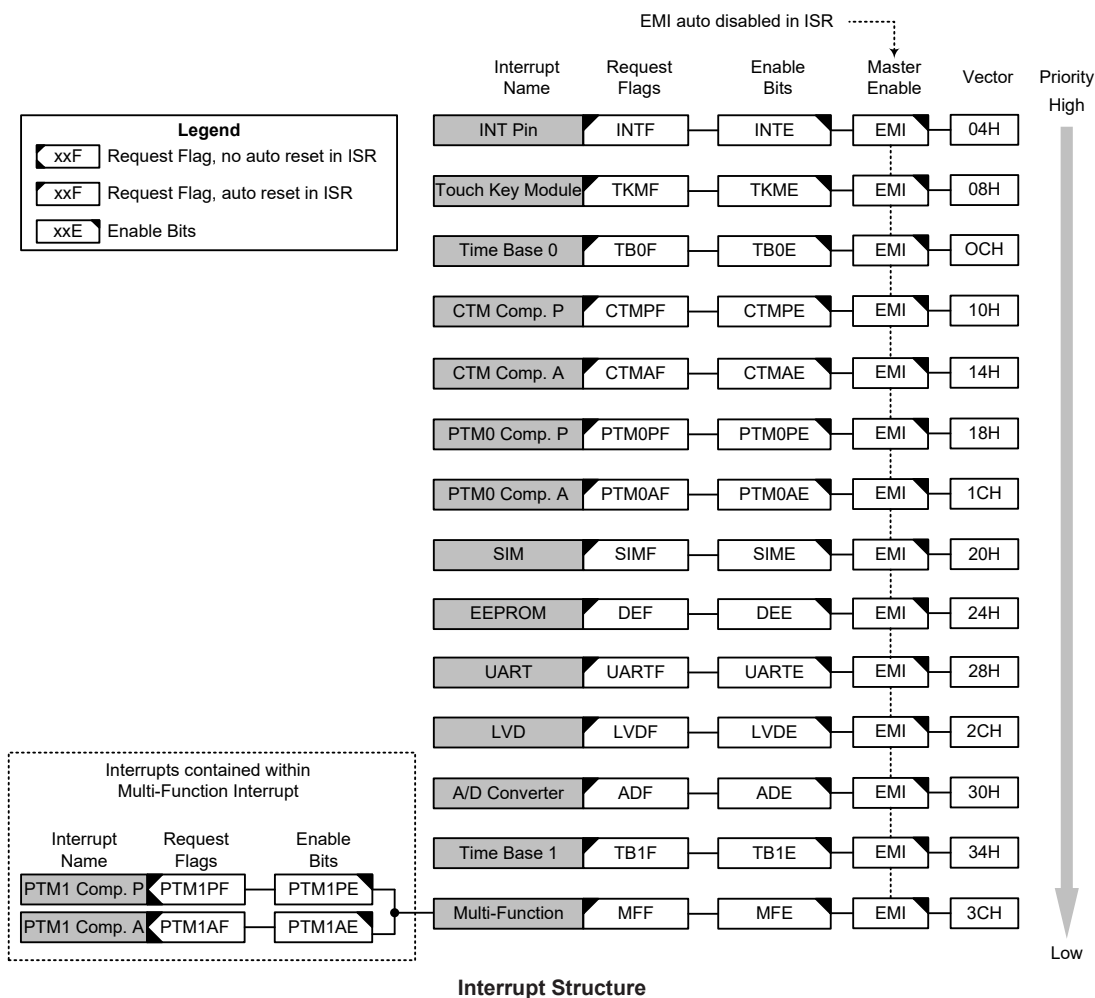 EMI auto disabled in ISR
Interrupt Name Request Flags Enable Bits Master Enable Vector Priority
High
INT Pin INTF INTE EMI 04H
Touch Key Module TKMF TKME EMI 08H
Time Base 0 TB0F TB0E EMI OCH
CTM Comp. P CTMPF CTMPE EMI 10H
CTM Comp. A CTMAF CTMAE EMI 14H
PTM0 Comp. P PTM0PF PTM0PE EMI 18H
PTM0 Comp. A PTM0AF PTM0AE EMI 1CH
SIM SIMF SIME EMI 20H
EEPROM DEF DEE EMI 24H
UART UARTF UARTE EMI 28H
LVD LVDF LVDE EMI 2CH
A/D Converter ADF ADE EMI 30H
Time Base 1 TB1F TB1E EMI 34H
Multi-Function MFF MFE EMI 3CH
Low
Legend
xxF Request Flag, no auto reset in ISR
xxF Request Flag, auto reset in ISR
xxE Enable Bits
Interrupts contained within
Multi-Function Interrupt
Interrupt Name Request Flags Enable Bits
PTM1 Comp. P PTM1PF PTM1PE
PTM1 Comp. A PTM1AF PTM1AE
Interrupt Structure